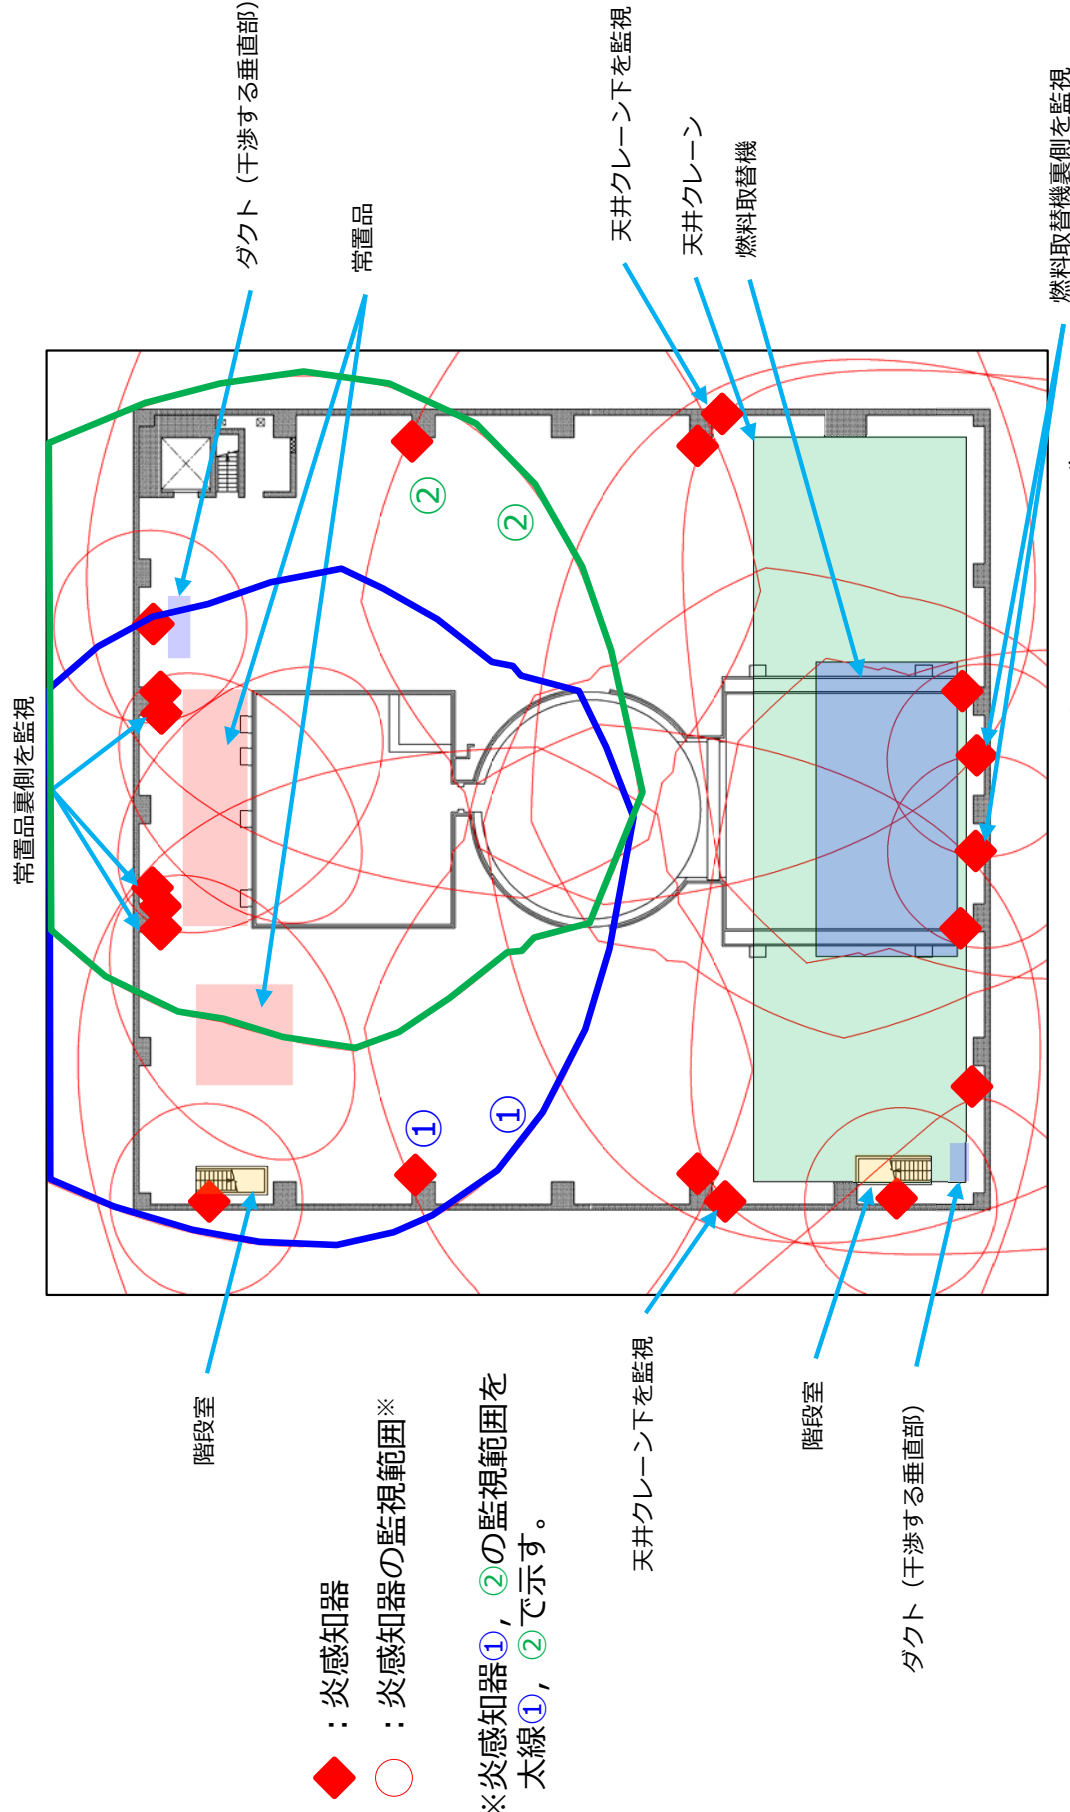 常置品裏側を監視
ダクト（干渉する垂直部）
常置品
天井クレーン下を監視
天井クレーン
燃料取替機
燃料取替機裏側を監視
②
②
①
①
階段室
天井クレーン下を監視
階段室
ダクト（干渉する垂直部）
：炎感知器
：炎感知器の監視範囲※
※炎感知器①，②の監視範囲を
太線①，②で示す。